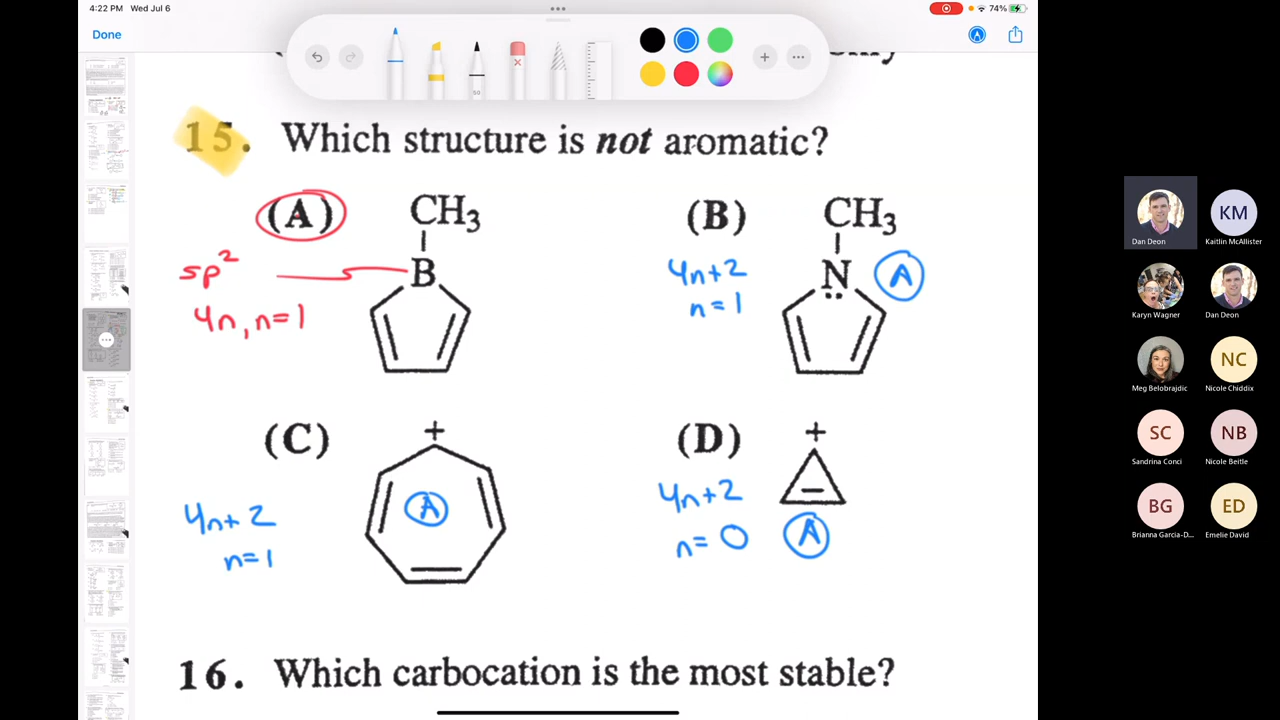 4:22 PM Wed Jul 6
74%
Done
15. Which structure is not aromatic?
(A)
CH3
B
sp2
4n, n=1
(B)
CH3
N
4n+2
n=1
A
(C)
+
A
4n+2
n=1
(D)
+
4n+2
n=0
A
16. Which carbocation is the most stable?
Dan Deon
KM
Kaitlin McAllister
Karyn Wagner
Dan Deon
Meg Belobrajdic
NC
Nicole Chiddix
SC
Sandrina Conci
NB
Nicole Beitle
BG
Brianna Garcia-D...
ED
Emelie David